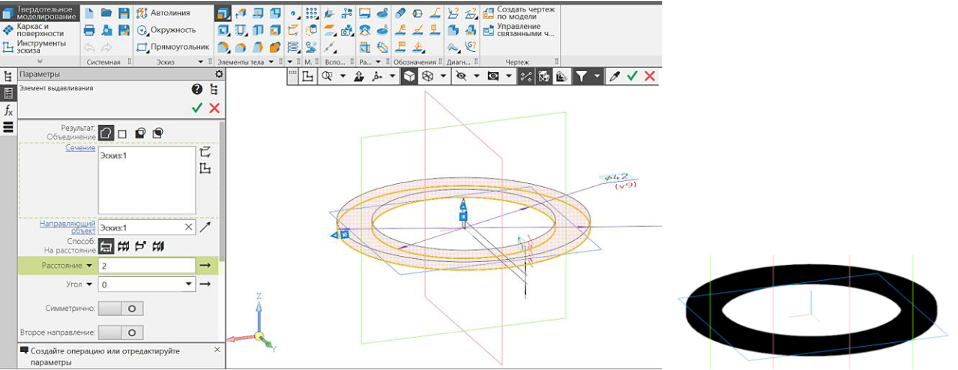 Твердотельное
моделирование
Каркас и
поверхности
Инструменты
эскиза
Системная
Автолиния
Окружность
Прямоугольник
Эскиз
Элементы тела
М.
Вспо...
Ра...
Обозначения
Диагн...
Создать чертеж
по модели
Управление
связанными ч...
Чертеж
Параметры
Элемент выдавливания
Результат:
Объединение
Сечение
Эскиз:1
Направляющий
объект
Эскиз:1
Способ:
На расстояние
Расстояние
2
Угол
0
Симметрично:
Второе направление:
Создайте операцию или отредактируйте
параметры
fx
Z
Y
(v9)